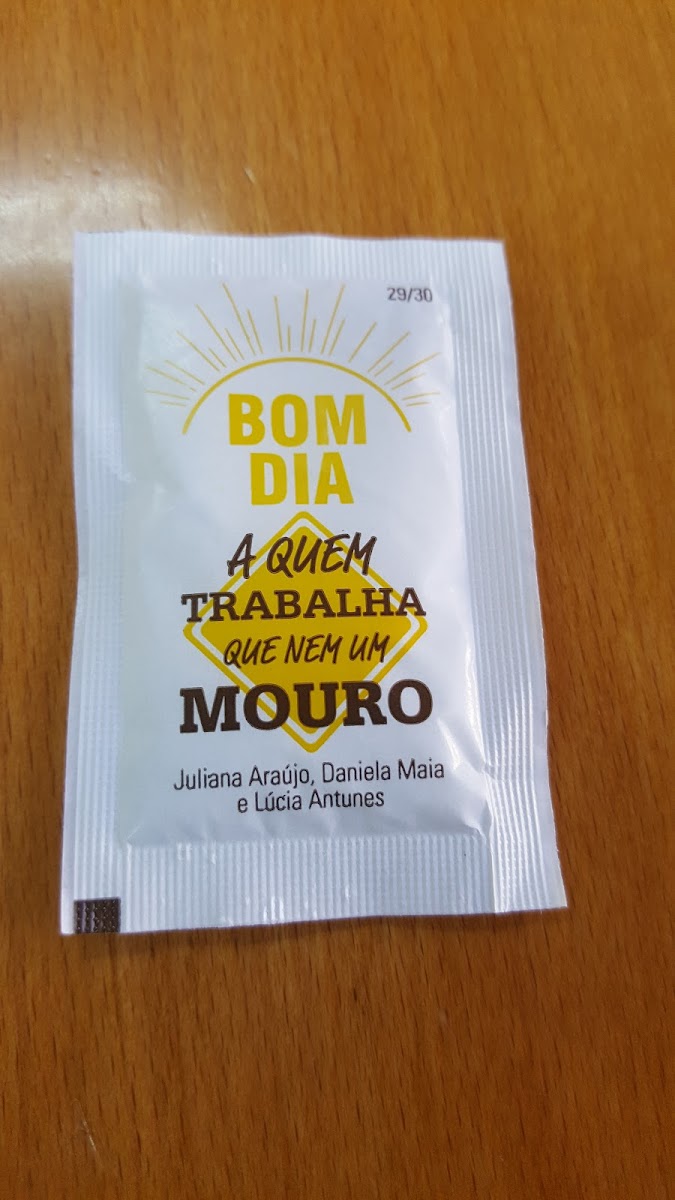 29/30
BOM
DIA
A QUEM
TRABALHA
QUE NEM UM
MOURO
Juliana Araújo, Daniela Maia
e Lúcia Antunes